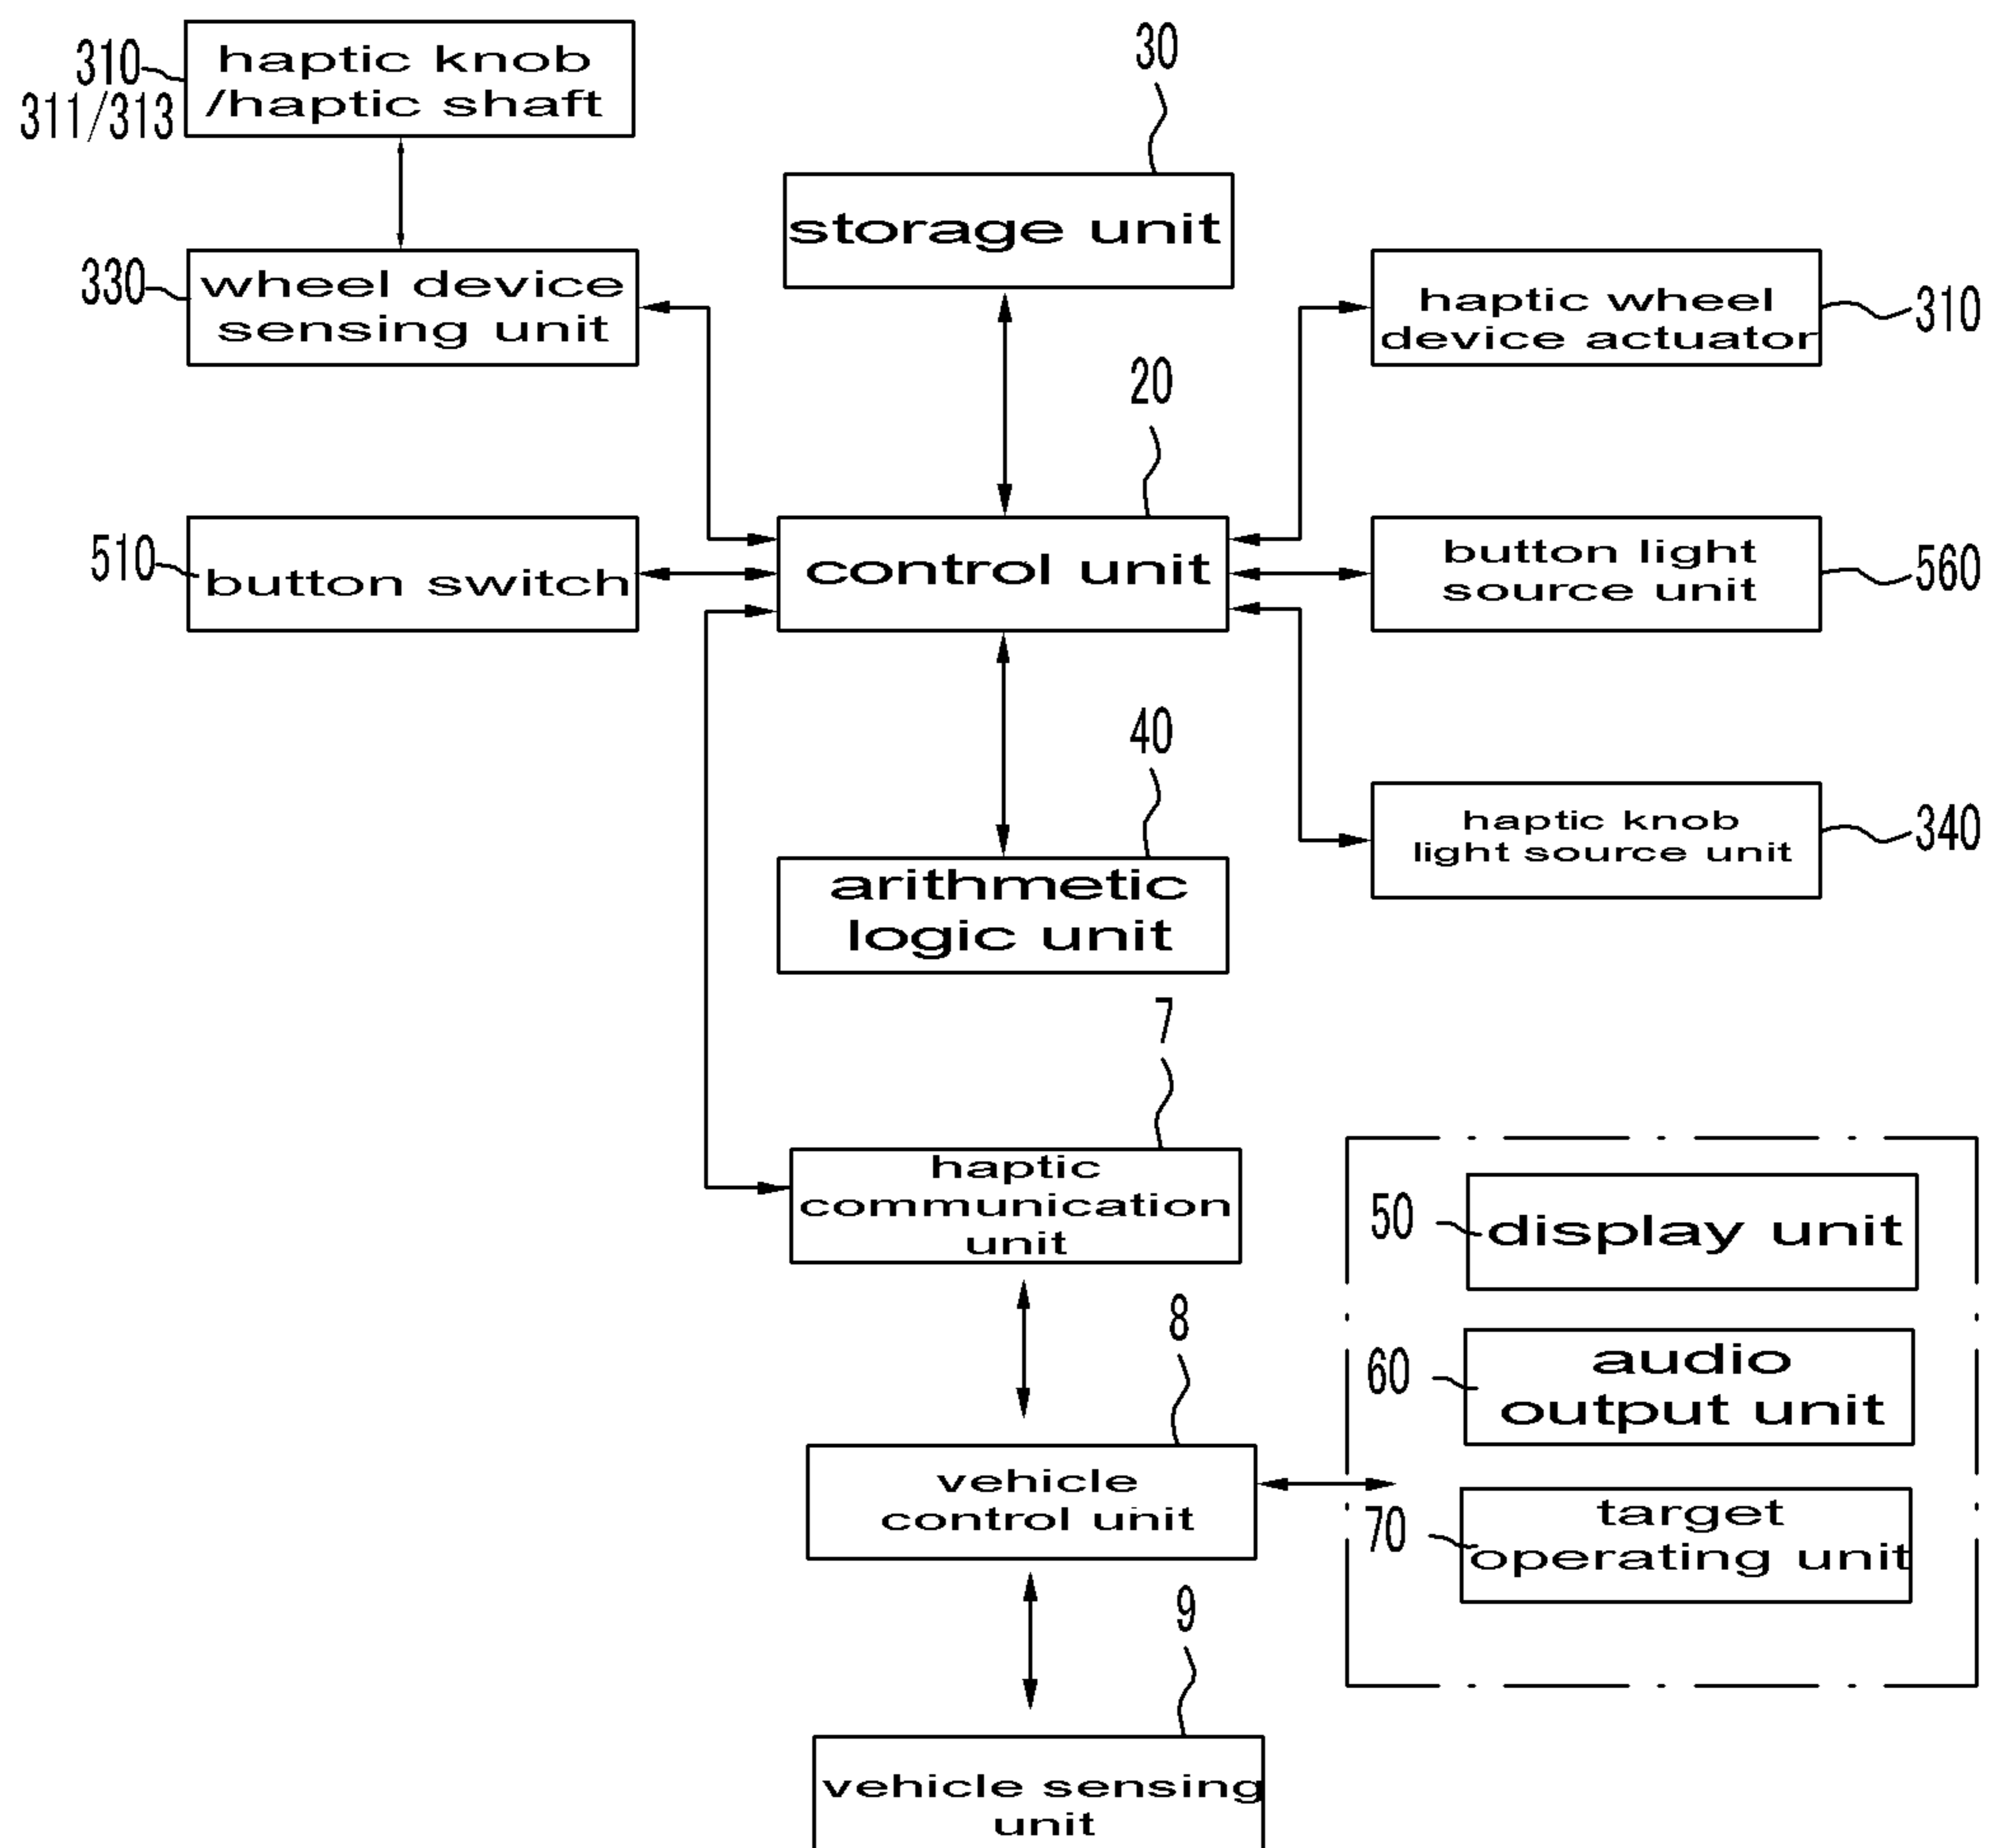 310
311/313
haptic knob
/haptic shaft
30
storage unit
330
wheel device
sensing unit
haptic wheel
device actuator
310
20
510
button switch
control unit
button light
source unit
560
40
arithmetic
logic unit
haptic knob
light source unit
340
7
haptic
communication
unit
50
display unit
8
60
audio
output unit
vehicle
control unit
70
target
operating unit
9
vehicle sensing
unit